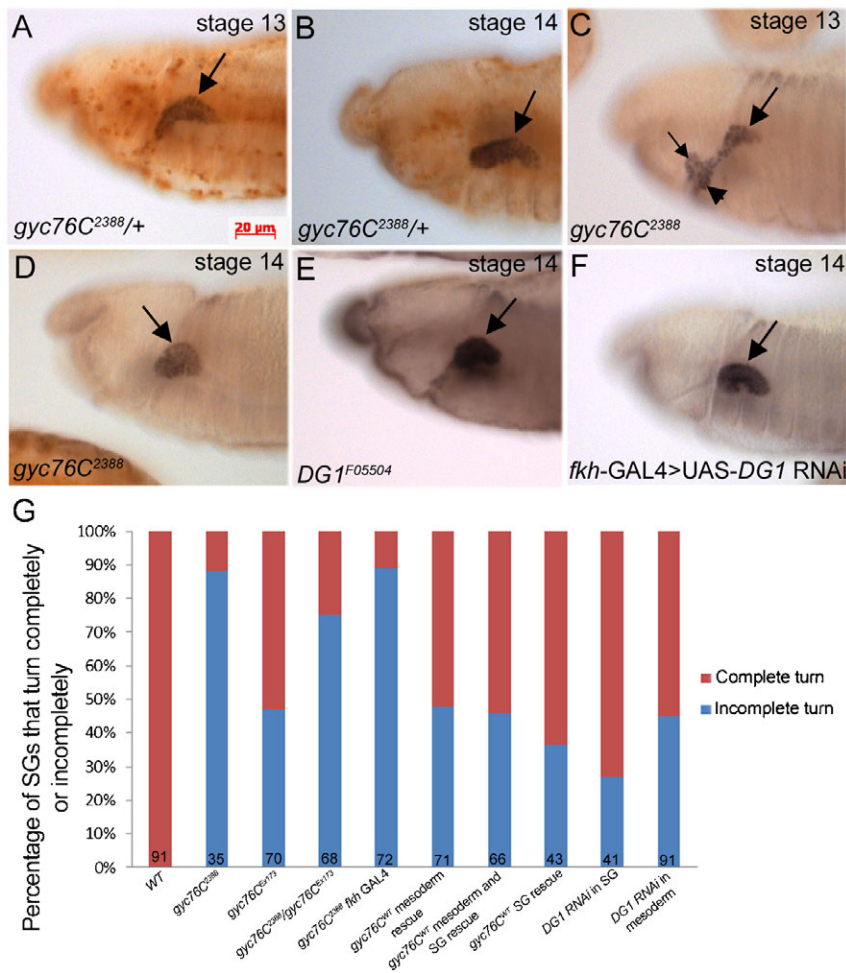 A
stage 13
gyc76C2388/+
20 µm
B
stage 14
gyc76C2388/+
C
stage 13
gyc76C2388
D
stage 14
gyc76C2388
E
stage 14
DG1F05504
F
stage 14
fkh-GAL4>UAS-DG1 RNAi
G
Percentage of SGs that turn completely
or incompletely
100%
90%
80%
70%
60%
50%
40%
30%
20%
10%
0%
91
35
70
68
72
71
66
43
41
91
WT
gyc76C2388
gyc76CEx173
gyc76C2388/gyc76CEx173
gyc76C2388 fkh GAL4
gyc76CWT mesoderm
rescue
gyc76CWT mesoderm and
SG rescue
gyc76CWT SG rescue
DG1 RNAi in SG
DG1 RNAi in
mesoderm
Complete turn
Incomplete turn